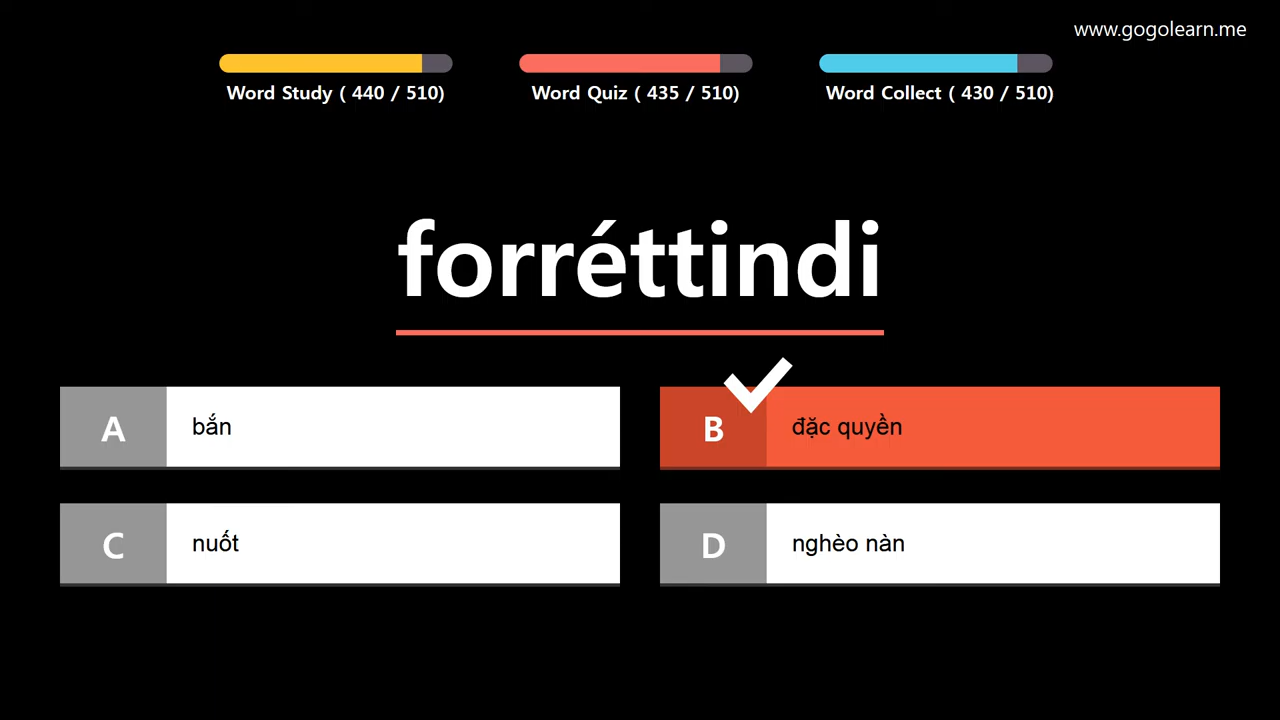 www.gogolearn.me
Word Study ( 440 / 510)
Word Quiz ( 435 / 510)
Word Collect ( 430 / 510)
forréttindi
A bắn
B đặc quyền
C nuốt
D nghèo nàn